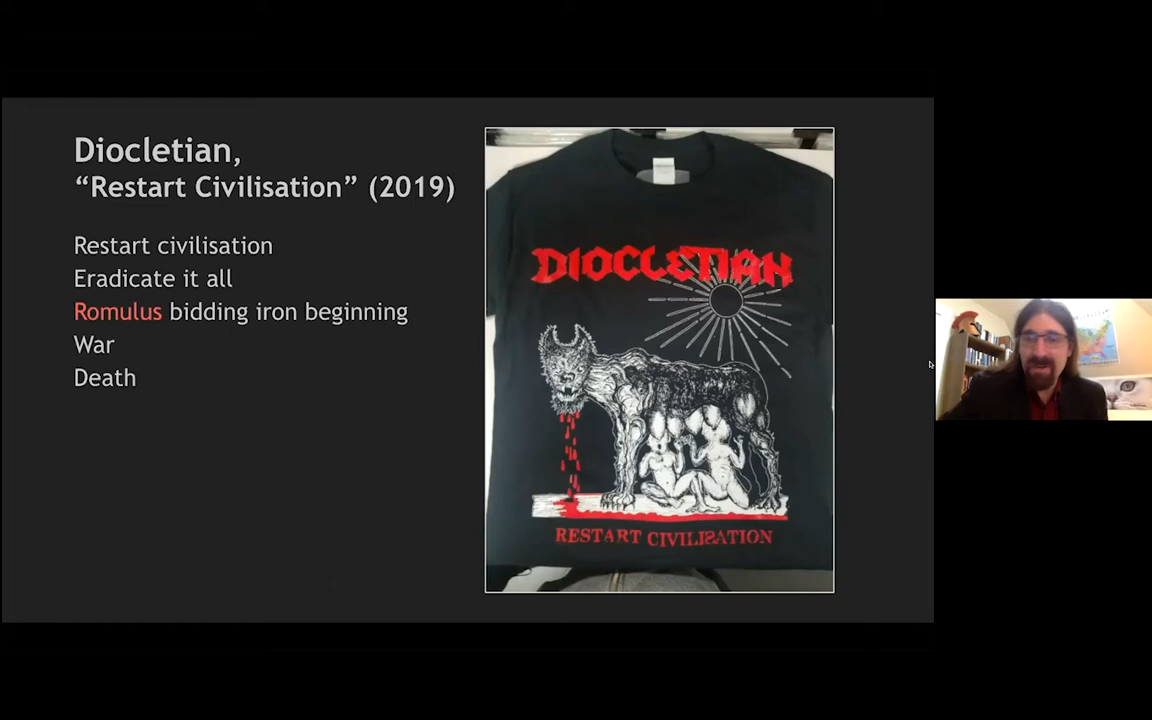 Diocletian,
“Restart Civilisation” (2019)
Restart civilisation
Eradicate it all
Romulus bidding iron beginning
War
Death
DIOCLETIAN
RESTART CIVILISATION